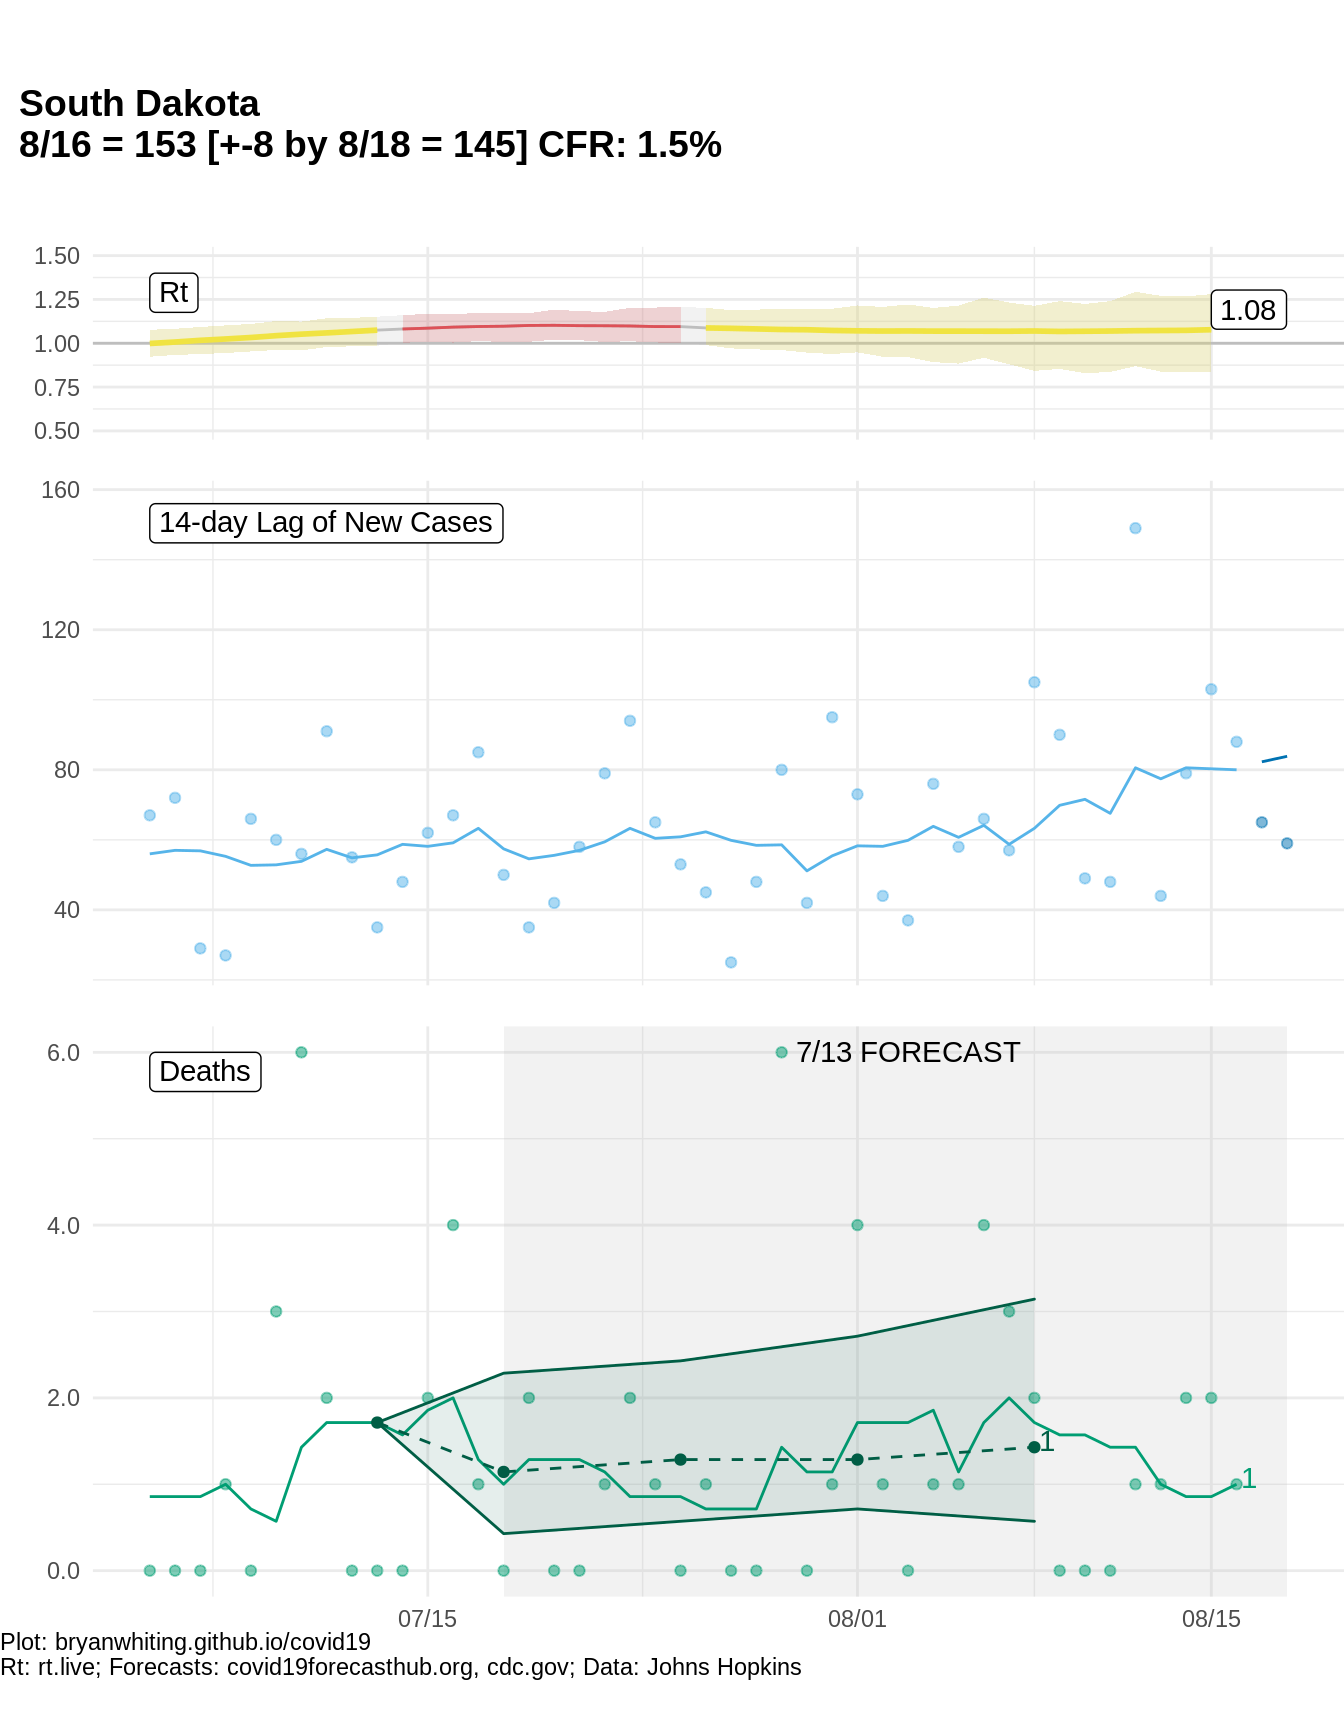 South Dakota
8/16 = 153 [+-8 by 8/18 = 145] CFR: 1.5%
1.50
1.25
1.00
0.75
0.50
Rt
1.08
160
120
80
40
14-day Lag of New Cases
6.0
4.0
2.0
0.0
Deaths
7/13 FORECAST
1
1
07/15
08/01
08/15
Plot: bryanwhiting.github.io/covid19
Rt: rt.live; Forecasts: covid19forecasthub.org, cdc.gov; Data: Johns Hopkins